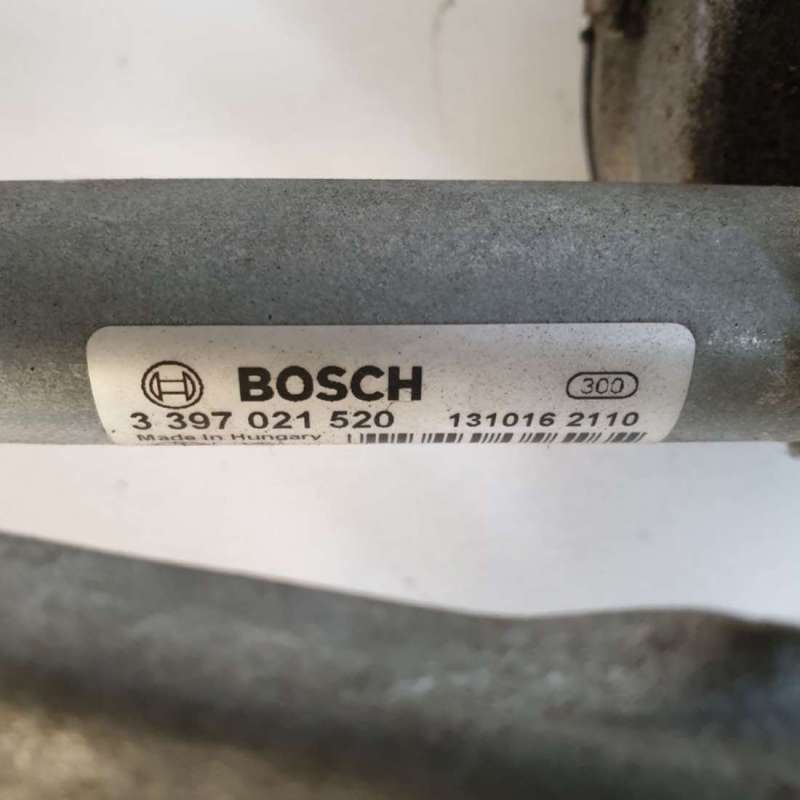 BOSCH 300
3 397 021 520 131016 2110
Made in Hungary